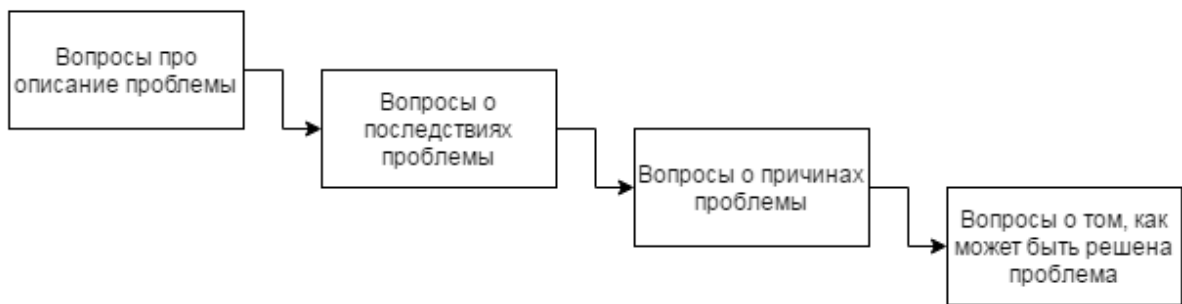 Вопросы про
описание проблемы
Вопросы о
последствиях
проблемы
Вопросы о причинах
проблемы
Вопросы о том, как
может быть решена
проблема